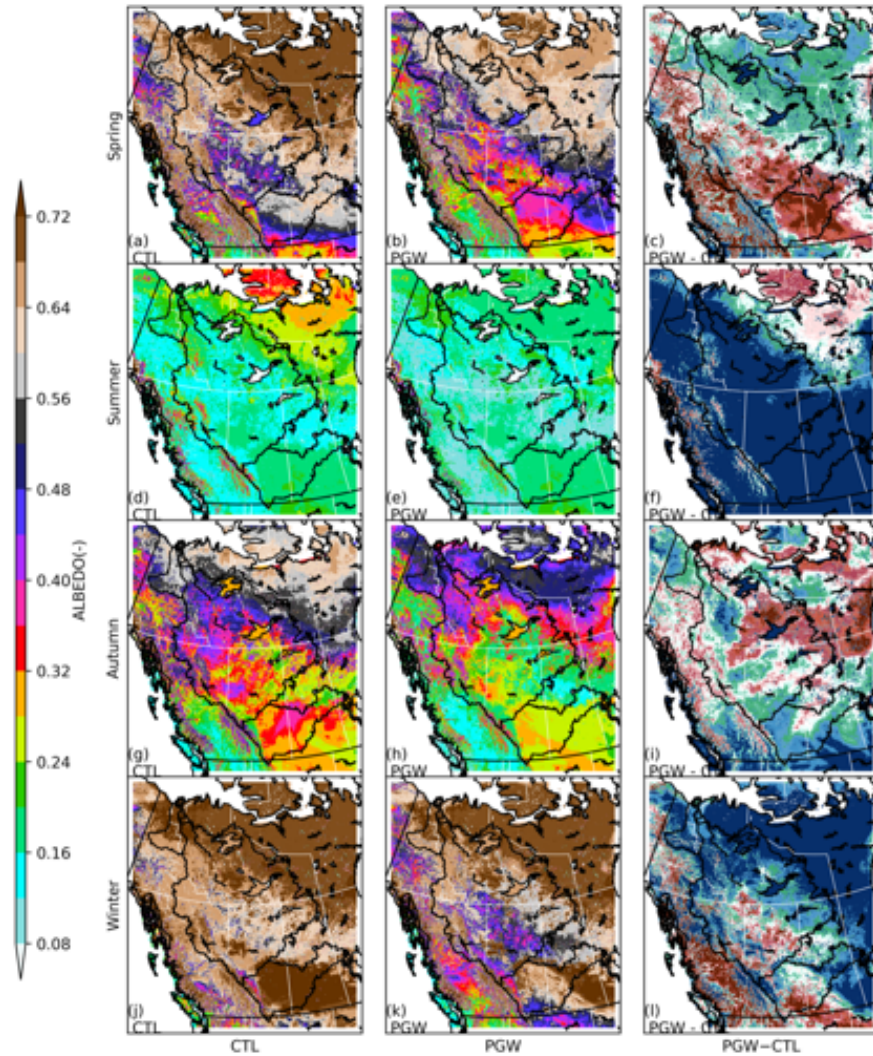 ALBEDO(-)
0.72
0.64
0.56
0.48
0.40
0.32
0.24
0.16
0.08
Spring
(a)
CTL
(b)
PGW
(c)
PGW - C
Summer
(d)
CTL
(e)
PGW
(f)
PGW - C
Autumn
(g)
CTL
(h)
PGW
(i)
PGW - C
Winter
(j)
CTL
(k)
PGW
(l)
PGW - C
CTL
PGW
PGW−CTL